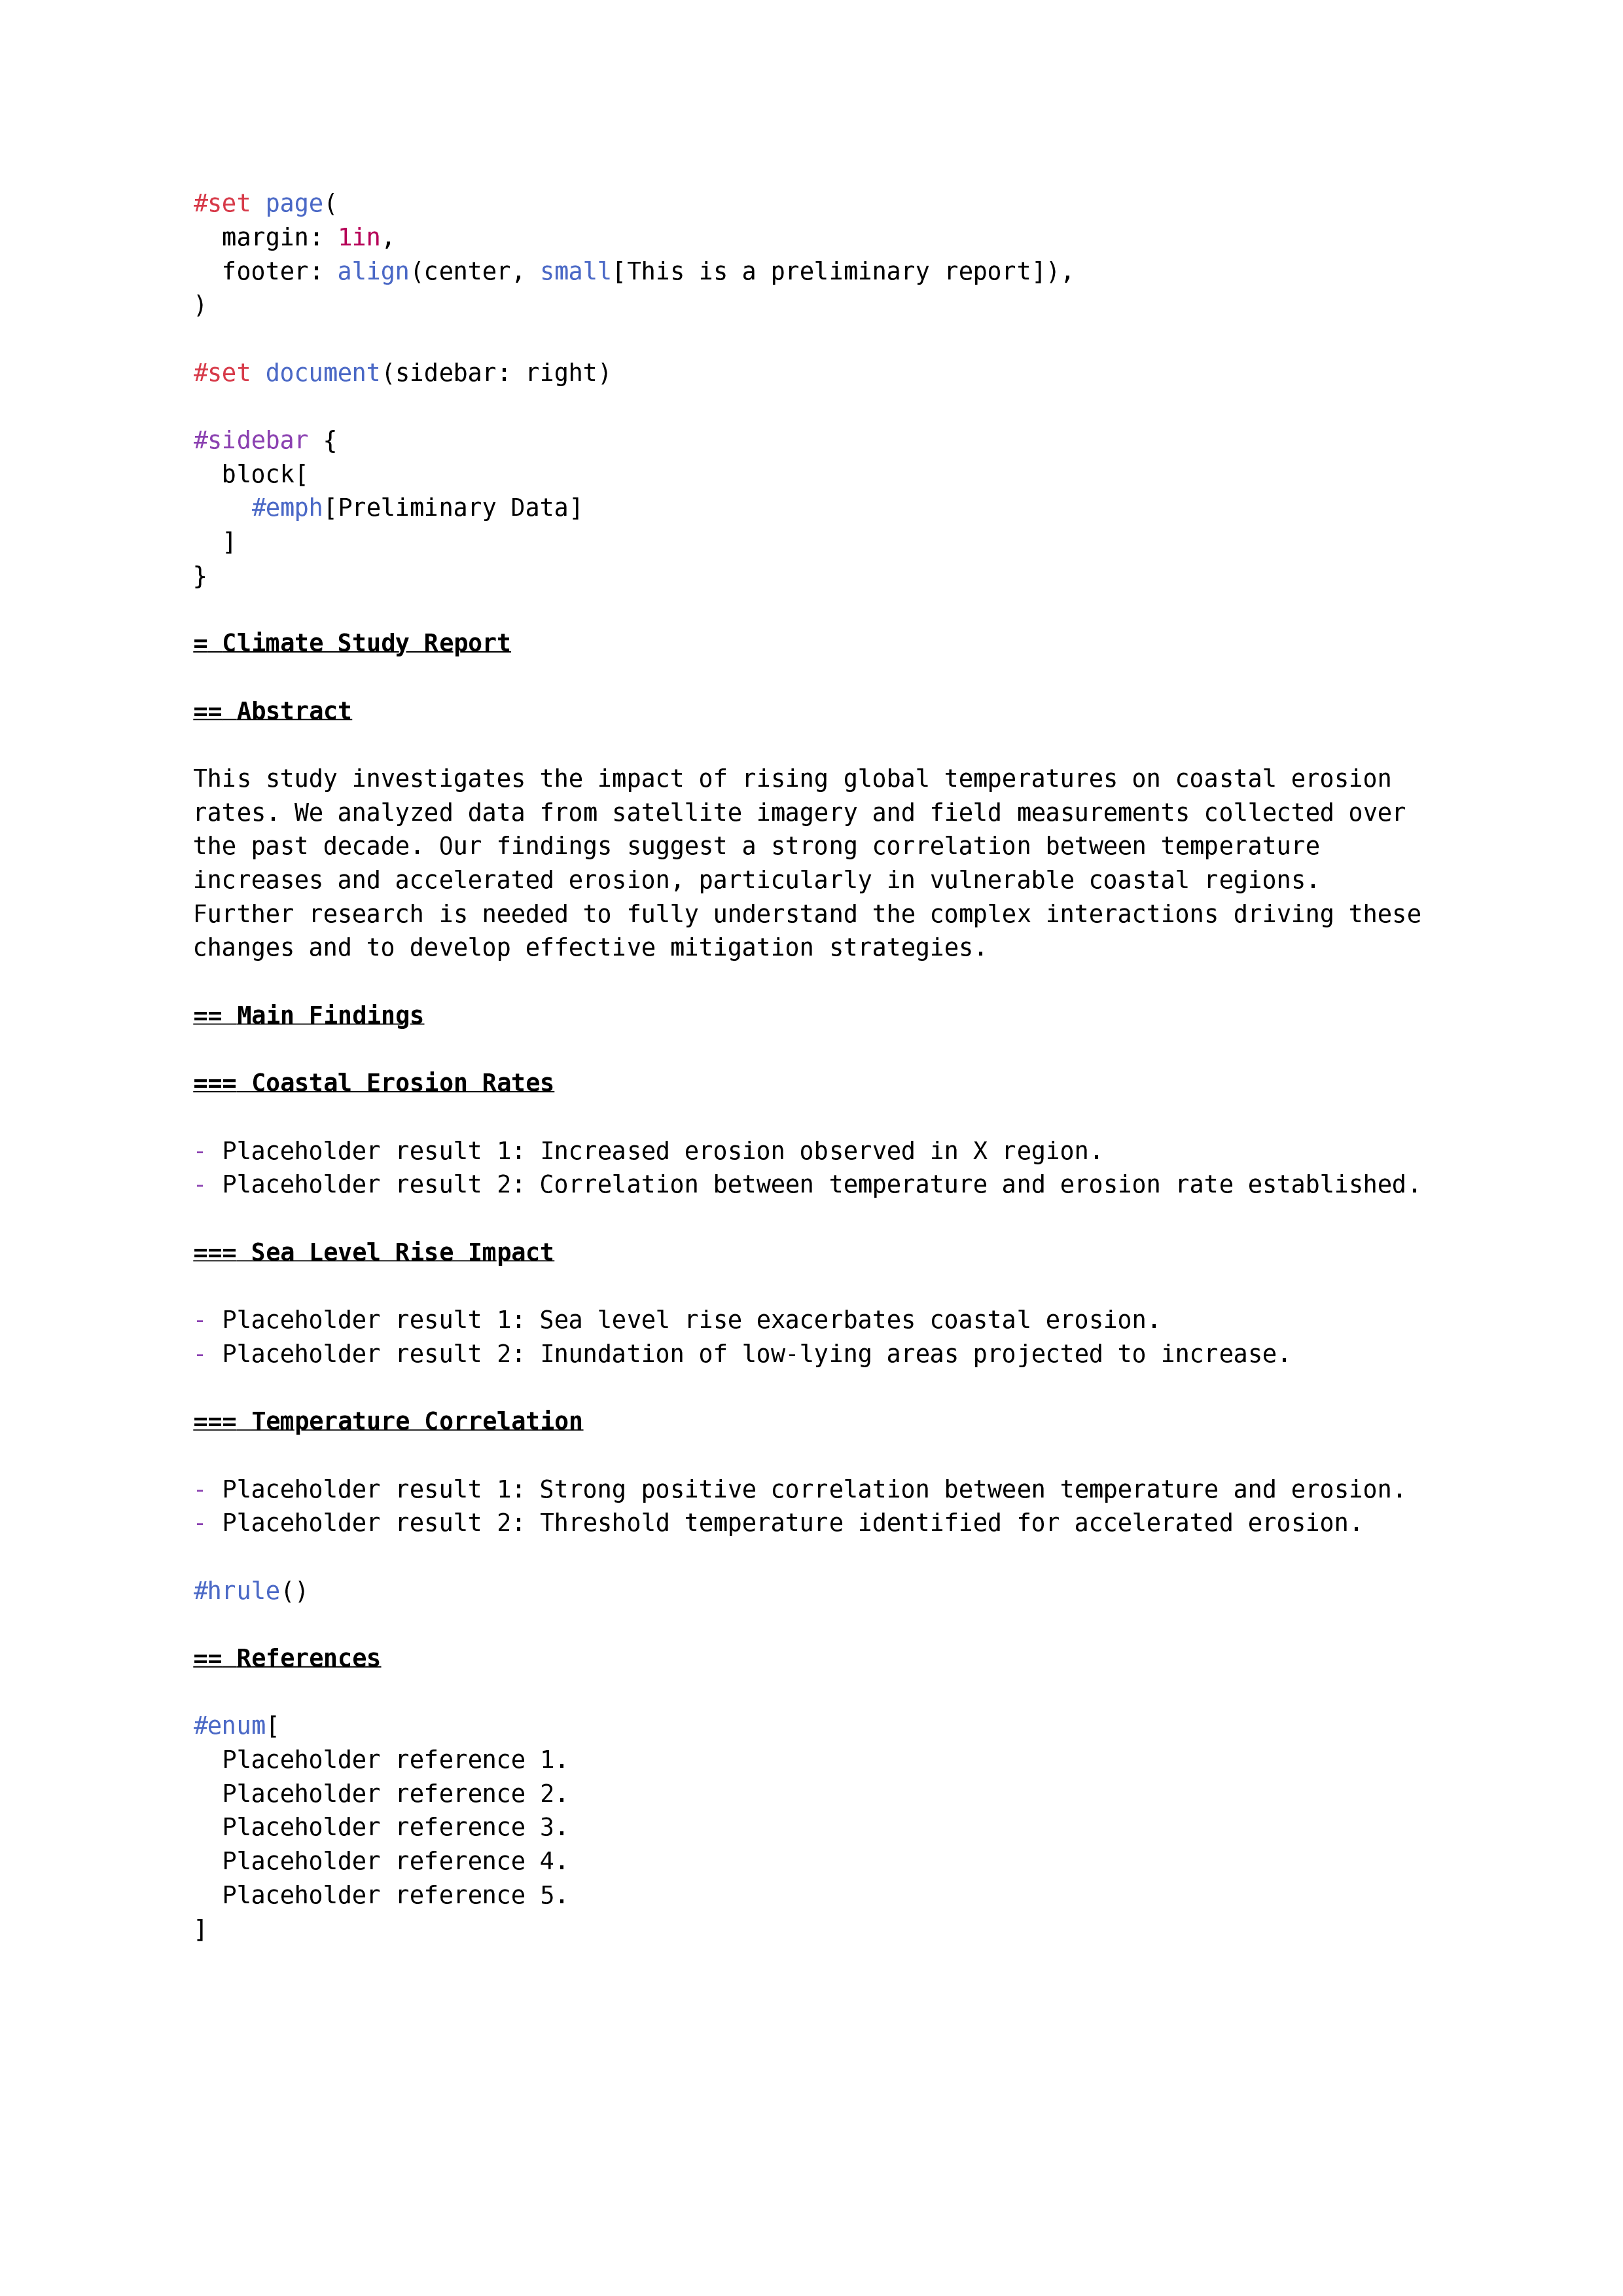 #set page(
  margin: 1in,
  footer: align(center, small[This is a preliminary report]),
)

#set document(sidebar: right)

#sidebar {
  block[
    #emph[Preliminary Data]
  ]
}

= Climate Study Report

== Abstract

This study investigates the impact of rising global temperatures on coastal erosion
rates. We analyzed data from satellite imagery and field measurements collected over
the past decade. Our findings suggest a strong correlation between temperature
increases and accelerated erosion, particularly in vulnerable coastal regions.
Further research is needed to fully understand the complex interactions driving these
changes and to develop effective mitigation strategies.

== Main Findings

=== Coastal Erosion Rates

- Placeholder result 1: Increased erosion observed in X region.
- Placeholder result 2: Correlation between temperature and erosion rate established.

=== Sea Level Rise Impact

- Placeholder result 1: Sea level rise exacerbates coastal erosion.
- Placeholder result 2: Inundation of low-lying areas projected to increase.

=== Temperature Correlation

- Placeholder result 1: Strong positive correlation between temperature and erosion.
- Placeholder result 2: Threshold temperature identified for accelerated erosion.

#hrule()

== References

#enum[
  Placeholder reference 1.
  Placeholder reference 2.
  Placeholder reference 3.
  Placeholder reference 4.
  Placeholder reference 5.
]